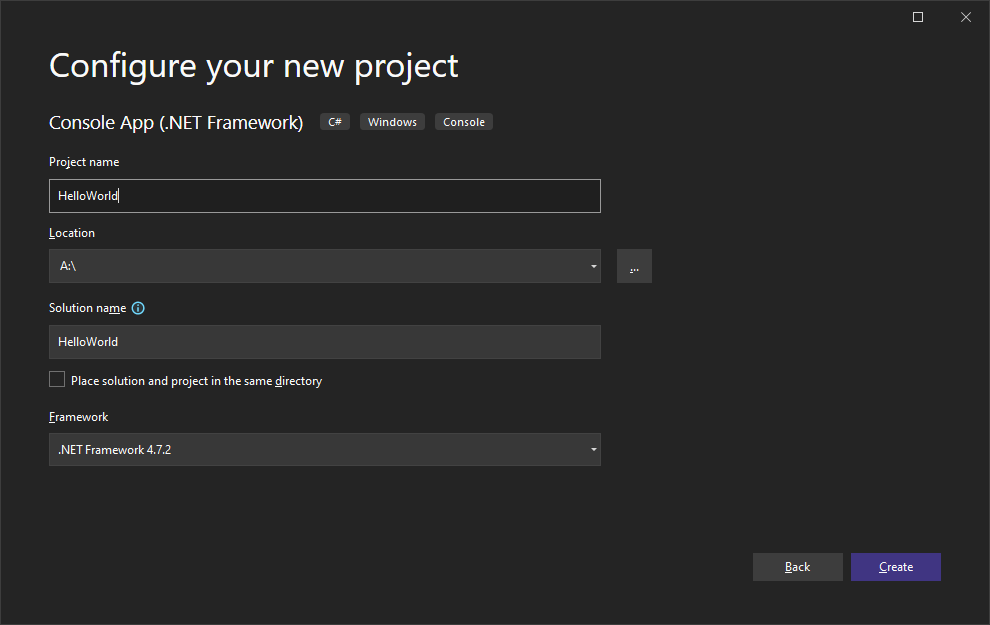 Configure your new project
Console App (.NET Framework) C# Windows Console
Project name
HelloWorld
Location
A:\
...
Solution name
HelloWorld
Place solution and project in the same directory
Framework
.NET Framework 4.7.2
Back Create